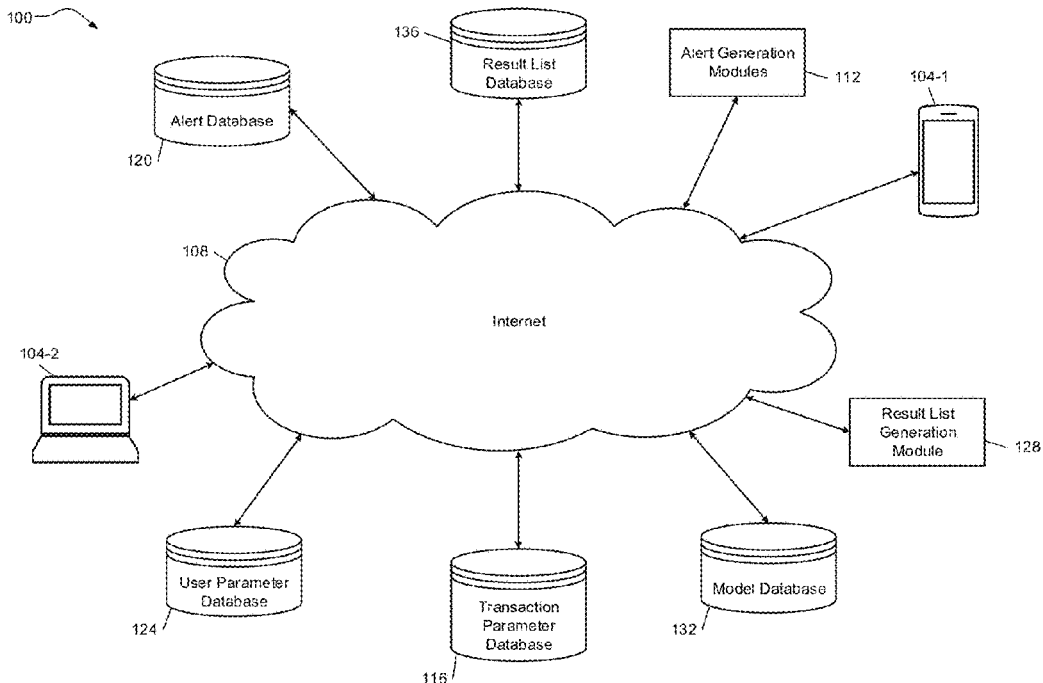 100
136
Result List
Database
Alert Generation
Modules
112
104-1
Alert Database
120
108
Internet
104-2
Result List
Generation
Module
128
User Parameter
Database
124
Transaction
Parameter
Database
116
Model Database
132